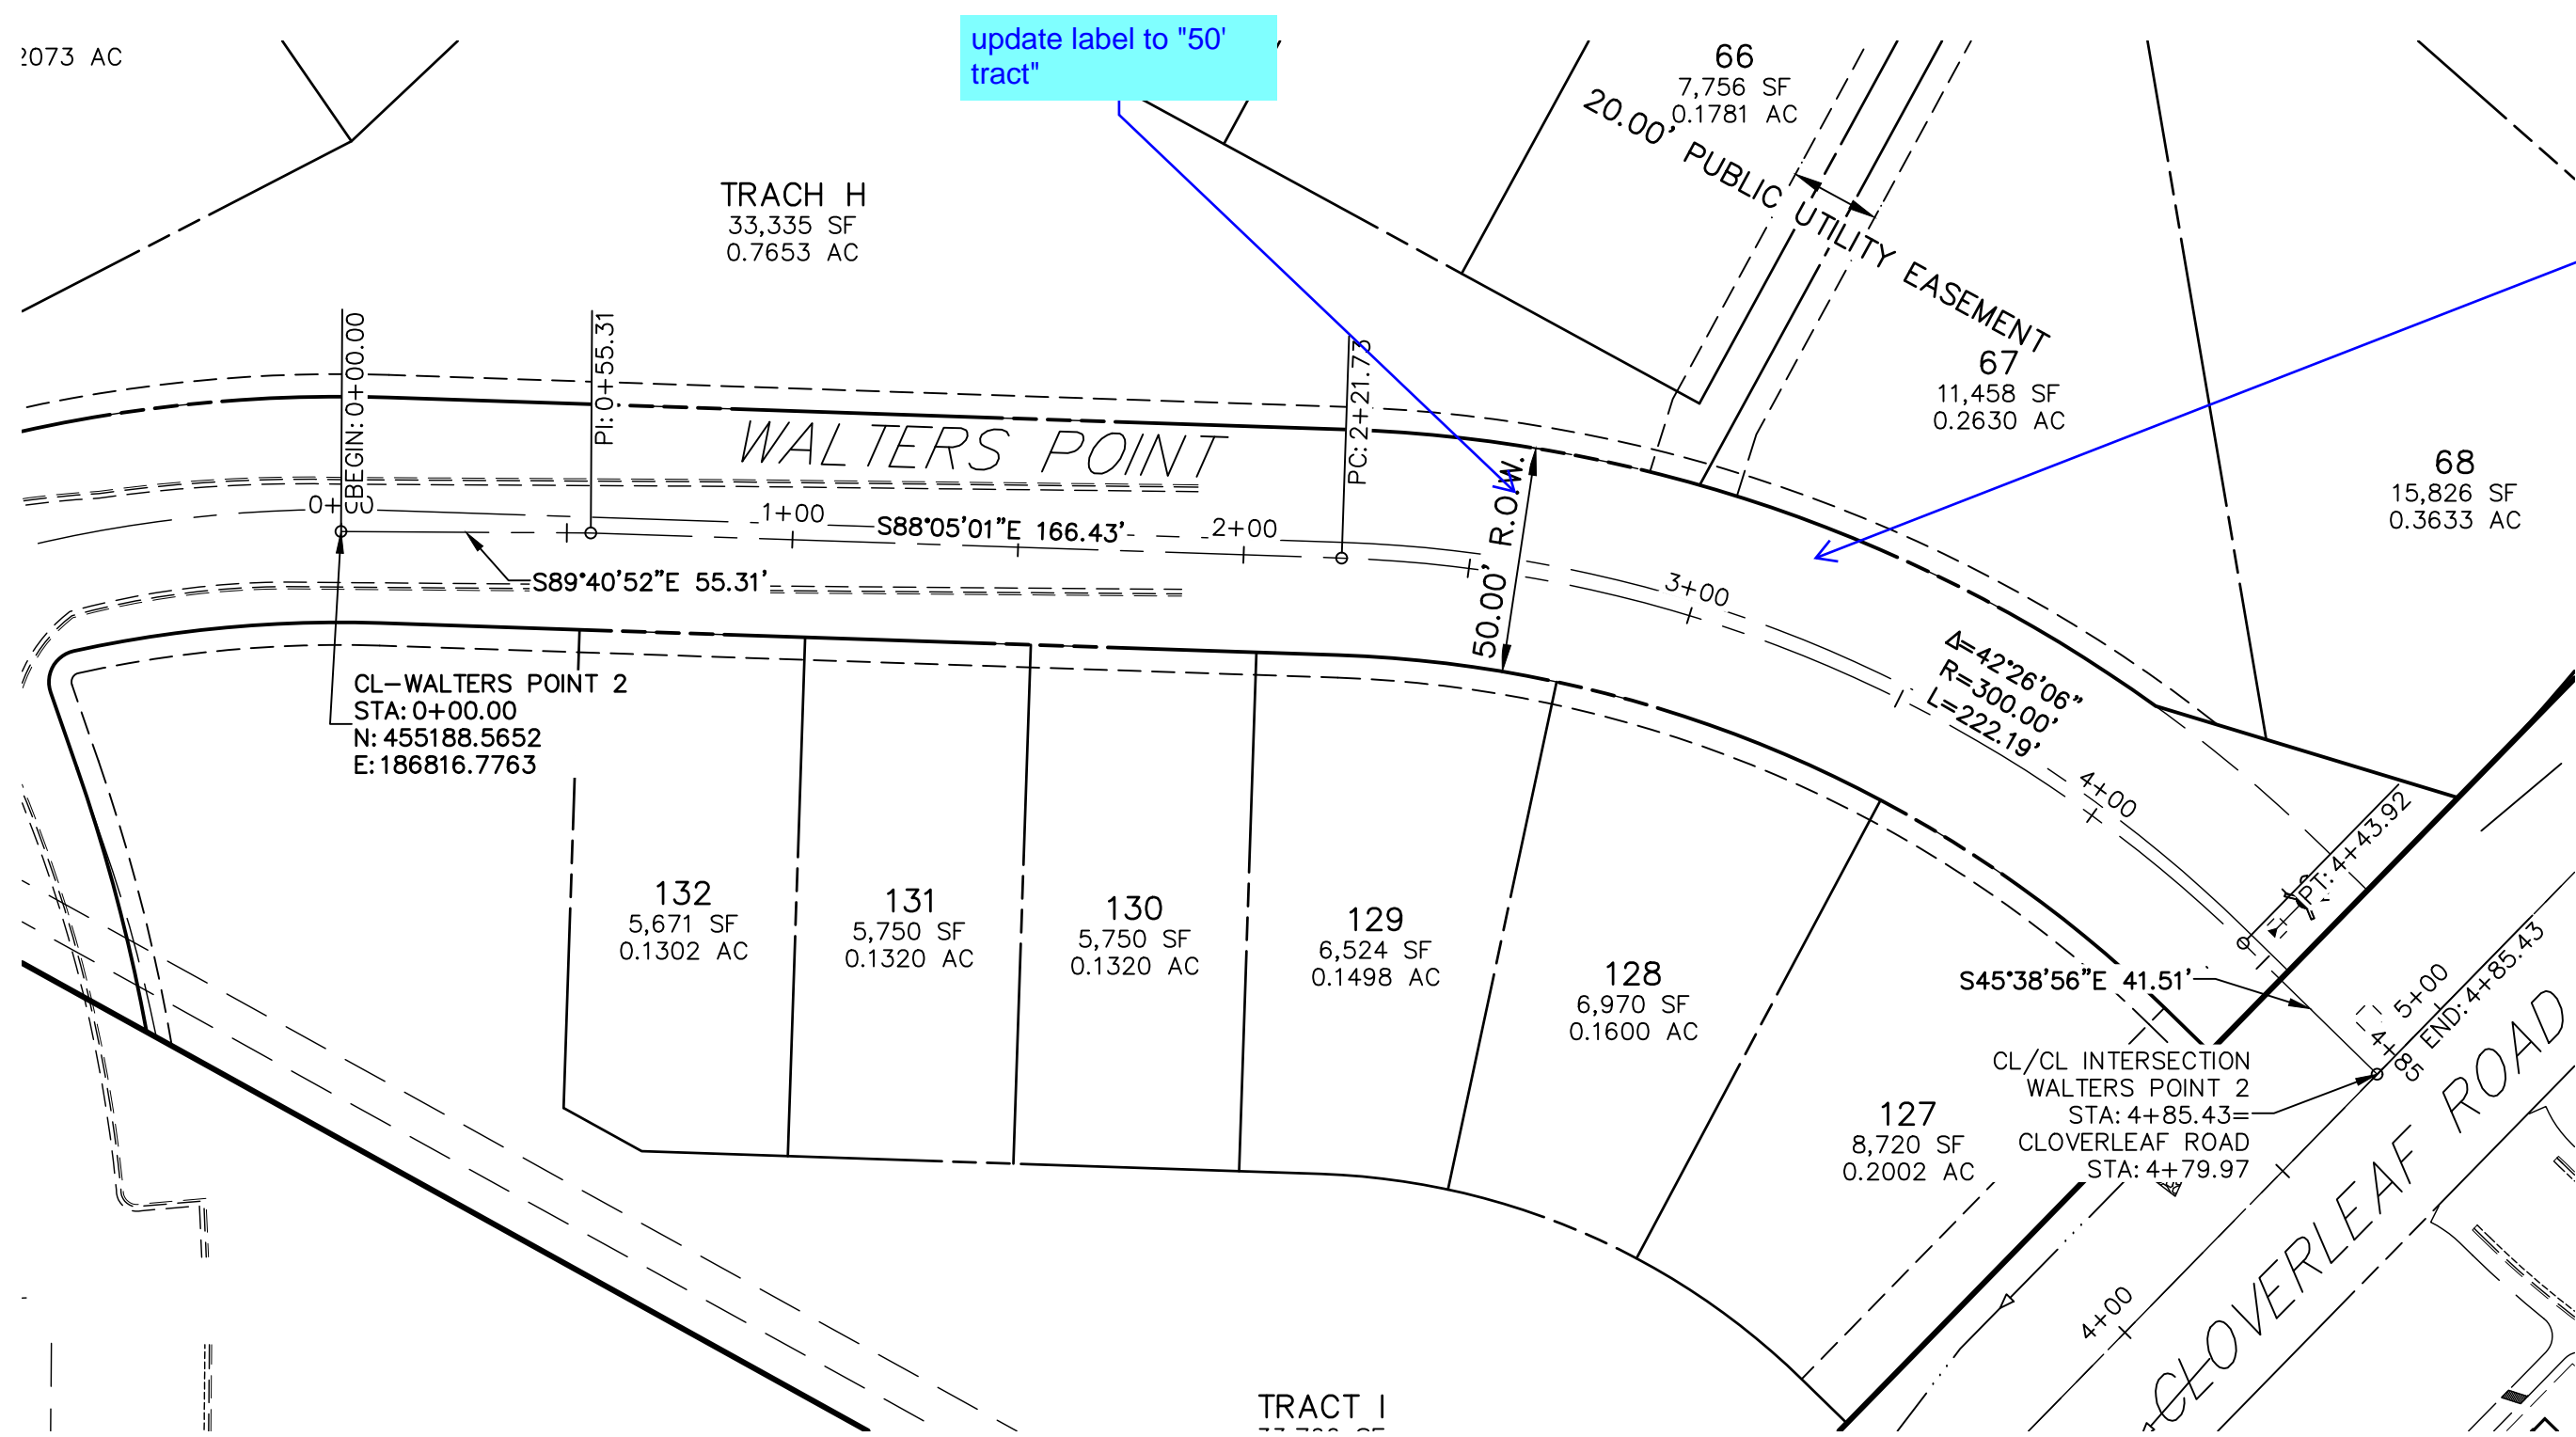 update label to "50'
tract"
2073 AC
66
7,756 SF
0.1781 AC
20.00' PUBLIC UTILITY EASEMENT
TRACH H
33,335 SF
0.7653 AC
67
11,458 SF
0.2630 AC
68
15,826 SF
0.3633 AC
BEGIN: 0+00.00
PI: 0+55.31
PC: 2+21.73
WALTERS POINT
50.00' R.O.W.
0+00
1+00
2+00
3+00
4+00
S88°05'01"E 166.43'
S89°40'52"E 55.31'
Δ=42°26'06"
R=300.00'
L=222.19'
CL-WALTERS POINT 2
STA: 0+00.00
N: 455188.5652
E: 186816.7763
PT: 4+43.92
132
5,671 SF
0.1302 AC
131
5,750 SF
0.1320 AC
130
5,750 SF
0.1320 AC
129
6,524 SF
0.1498 AC
128
6,970 SF
0.1600 AC
127
8,720 SF
0.2002 AC
S45°38'56"E 41.51'
5+00
END: 4+85.43
4+85
CL/CL INTERSECTION
WALTERS POINT 2
STA: 4+85.43=
CLOVERLEAF ROAD
STA: 4+79.97
CLOVERLEAF ROAD
4+00
TRACT I